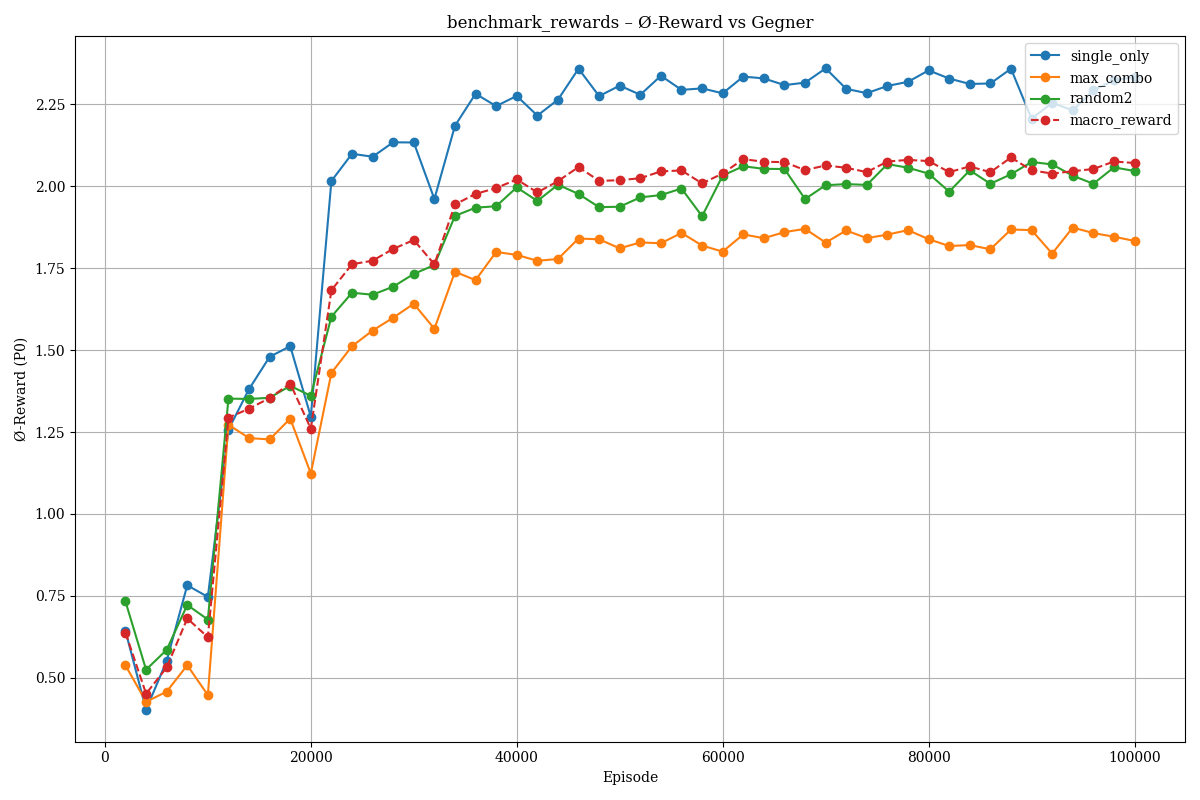 benchmark_rewards – Ø-Reward vs Gegner
single_only
max_combo
random2
macro_reward
2.25
2.00
1.75
1.50
1.25
1.00
0.75
0.50
Ø-Reward (P0)
0
20000
40000
60000
80000
100000
Episode